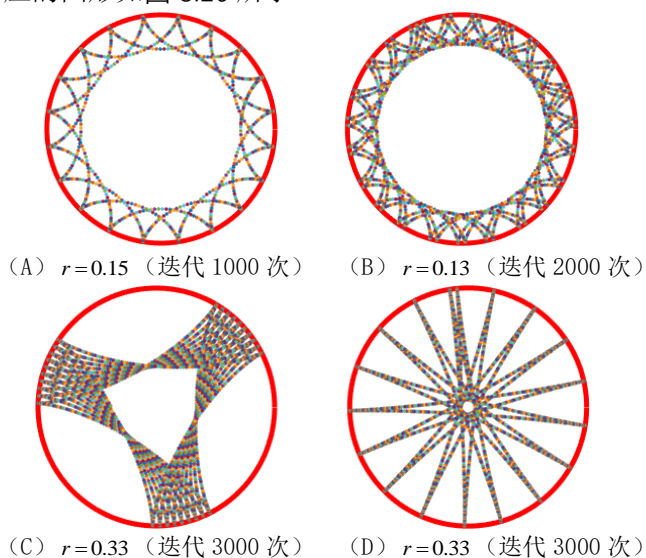 （A） r=0.15 （迭代 1000 次） （B） r=0.13 （迭代 2000 次）
（C） r=0.33 （迭代 3000 次） （D） r=0.33 （迭代 3000 次）